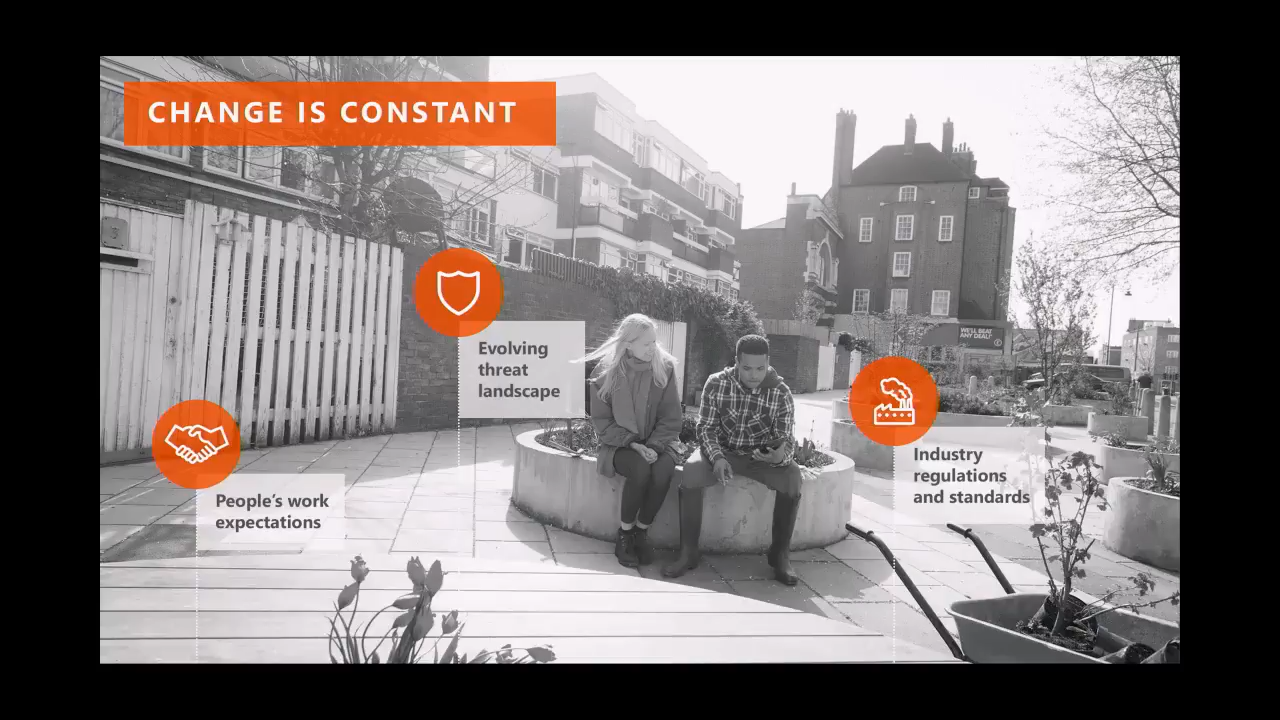 CHANGE IS CONSTANT
Evolving
threat
landscape
WE'LL BEAT
ANY DEAL!*
Industry
regulations
and standards
People's work
expectations